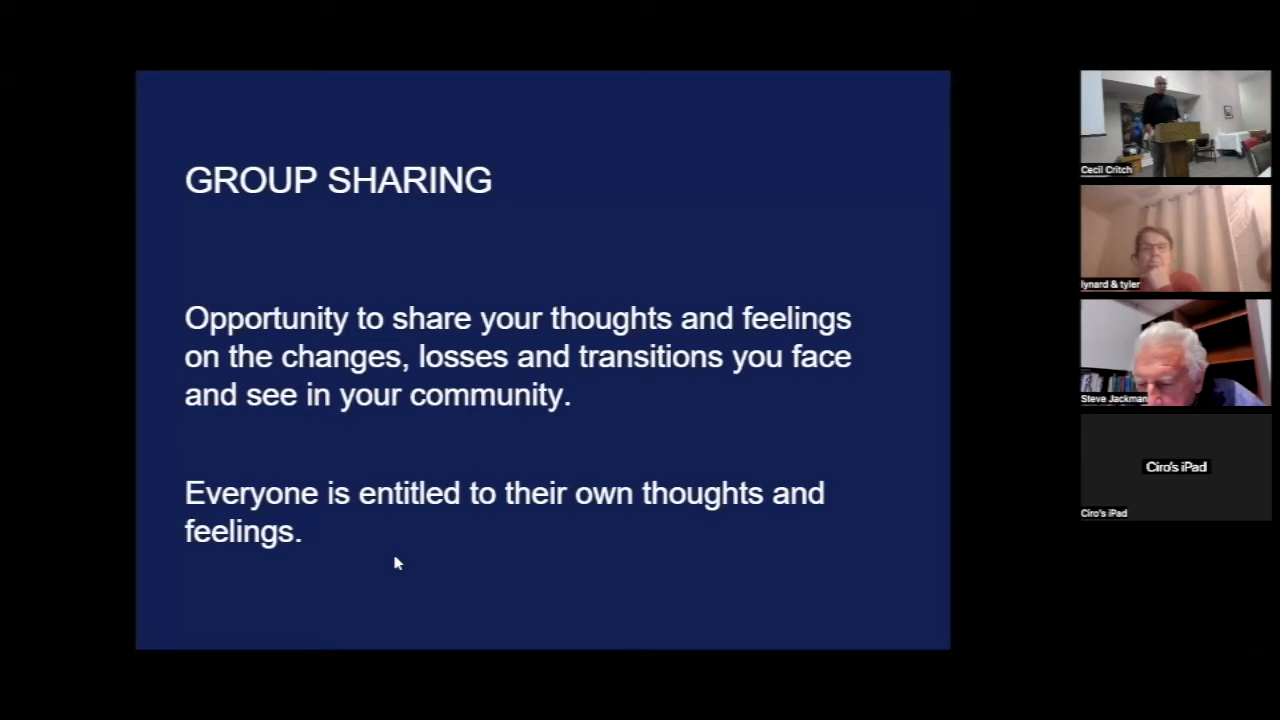 GROUP SHARING
Opportunity to share your thoughts and feelings
on the changes, losses and transitions you face
and see in your community.
Everyone is entitled to their own thoughts and
feelings.
Cecil Critch
lynard & tyler
Steve Jackman
Ciro's iPad
Ciro's iPad